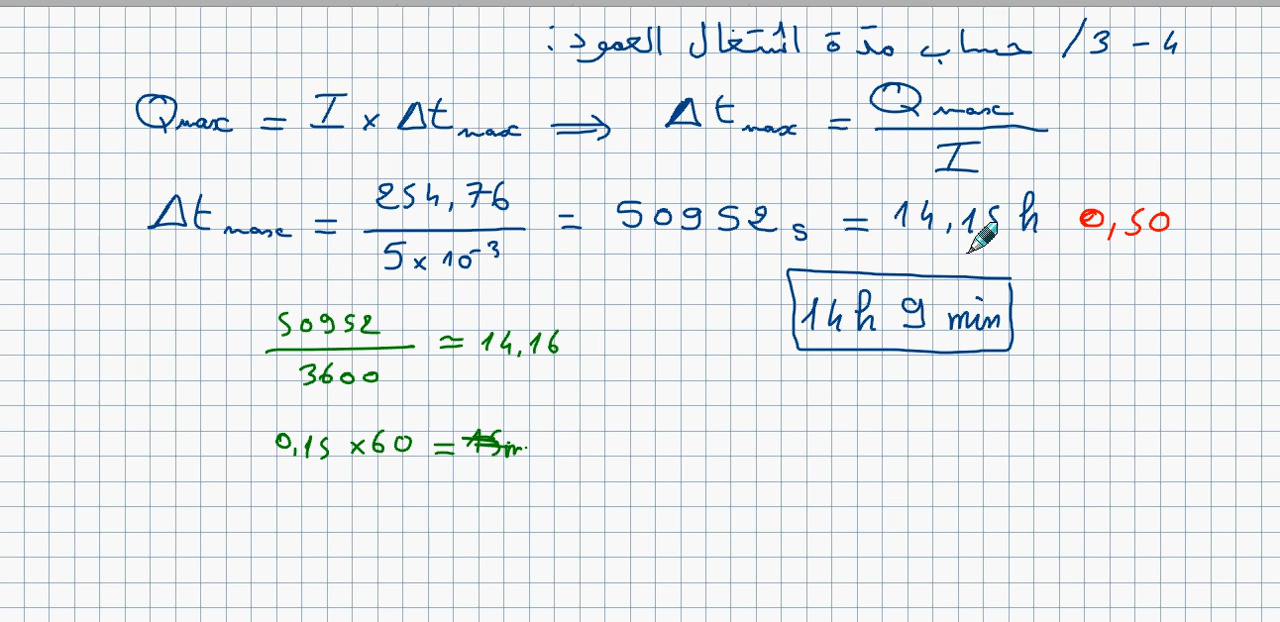 4 - 3/ حساب مدة اشتغال العمود:
Qmax = I × Δtmax ⟹ Δtmax = Qmax / I
Δtmax = 254,76 / 5×10⁻³ = 50952 s = 14,15 h 0,50
14h 9 min
50952 / 3600 ≃ 14,16
0,15 × 60 =